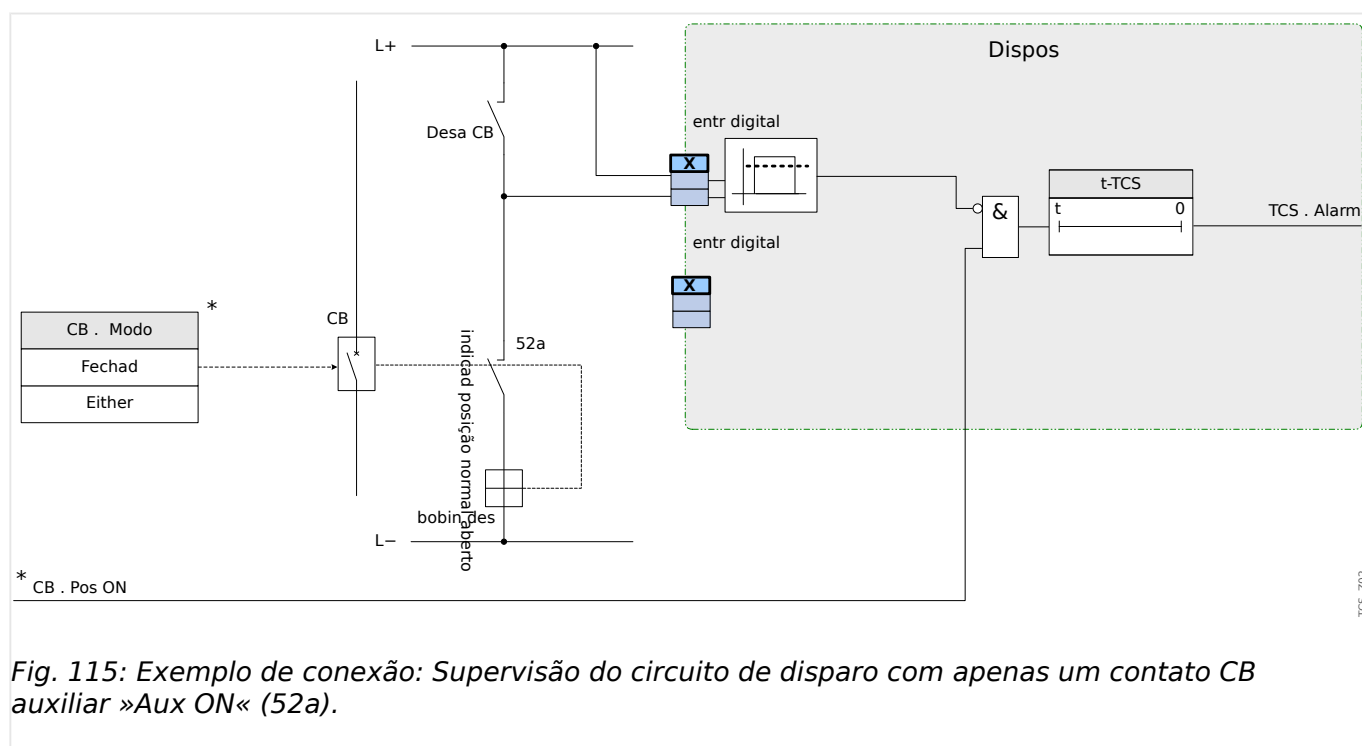 L+
Dispos
entr digital
Desa CB
X
t-TCS
&
t
0
TCS . Alarm
entr digital
X
*
CB . Modo
CB
Fechad
52a
Either
indicad posição normal aberto
bobin des
L−
*
CB . Pos ON
Fig. 115: Exemplo de conexão: Supervisão do circuito de disparo com apenas um contato CB
auxiliar »Aux ON« (52a).